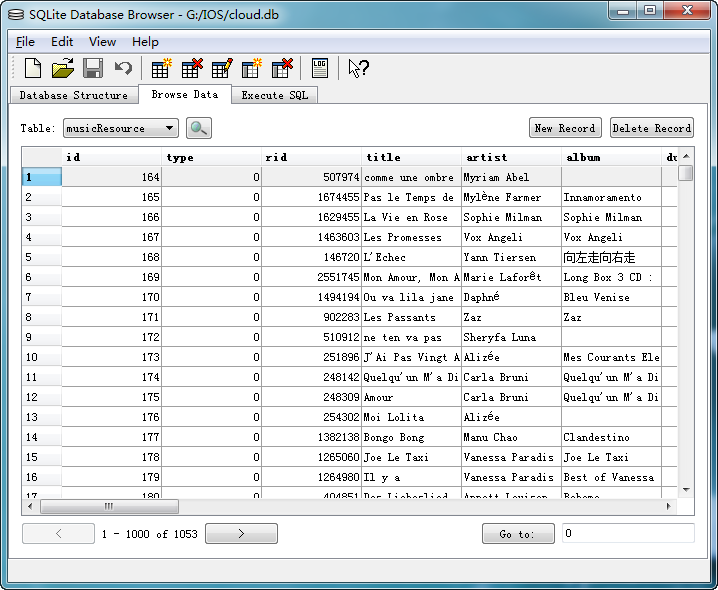 SQLite Database Browser - G:/IOS/cloud.db
File Edit View Help
LOG
Database Structure Browse Data Execute SQL
Table: musicResource New Record Delete Record
id type rid title artist album
1 164 0 507974 comme une ombre Myriam Abel
2 165 0 1674455 Pas le Temps de Mylène Farmer Innamoramento
3 166 0 1629455 La Vie en Rose Sophie Milman Sophie Milman
4 167 0 1463603 Les Promesses Vox Angeli Vox Angeli
5 168 0 146720 L'Echec Yann Tiersen 向左走向右走
6 169 0 2551745 Mon Amour, Mon A Marie Laforêt Long Box 3 CD :
7 170 0 1494194 Ou va lila jane Daphné Bleu Venise
8 171 0 902283 Les Passants Zaz Zaz
9 172 0 510912 ne ten va pas Sheryfa Luna
10 173 0 251896 J'Ai Pas Vingt A Alizée Mes Courants Ele
11 174 0 248142 Quelqu'un M'a Di Carla Bruni Quelqu'un M'a Di
12 175 0 248309 Amour Carla Bruni Quelqu'un M'a Di
13 176 0 254302 Moi Lolita Alizée
14 177 0 1382138 Bongo Bong Manu Chao Clandestino
15 178 0 1265060 Joe Le Taxi Vanessa Paradis Joe Le Taxi
16 179 0 1264980 Il y a Vanessa Paradis Best of Vanessa
17 180 0 404851
< 1 - 1000 of 1053 > Go to: 0